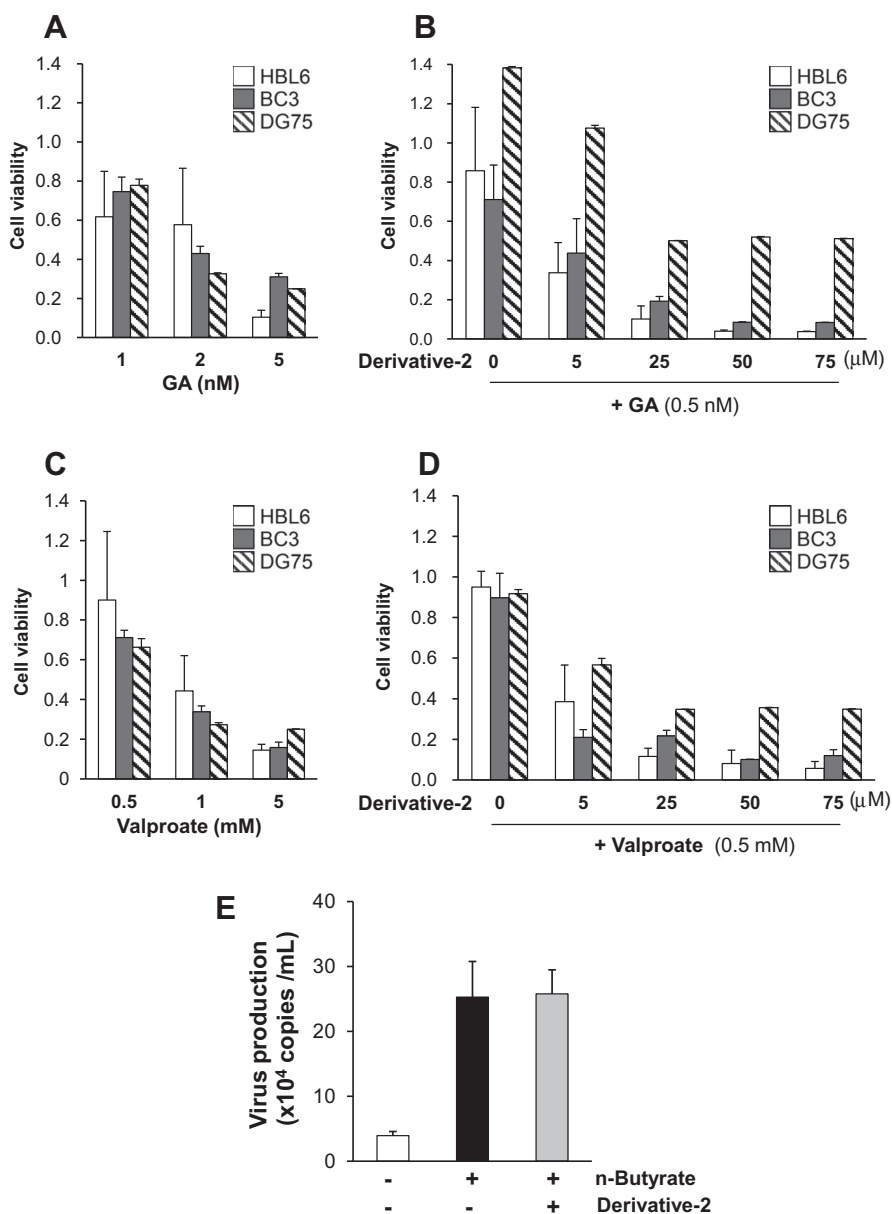 A
1.4
1.2
1.0
0.8
0.6
0.4
0.2
0.0
Cell viability
HBL6
BC3
DG75
1 2 5
GA (nM)
B
1.4
1.2
1.0
0.8
0.6
0.4
0.2
0.0
Cell viability
HBL6
BC3
DG75
Derivative-2 0 5 25 50 75 (μM)
+ GA (0.5 nM)
C
1.4
1.2
1
0.8
0.6
0.4
0.2
0
Cell viability
HBL6
BC3
DG75
0.5 1 5
Valproate (mM)
D
1.4
1.2
1.0
0.8
0.6
0.4
0.2
0.0
Cell viability
HBL6
BC3
DG75
Derivative-2 0 5 25 50 75 (μM)
+ Valproate (0.5 mM)
E
40
30
20
10
0
Virus production
(x10⁴ copies /mL)
- + + n-Butyrate
- - + Derivative-2